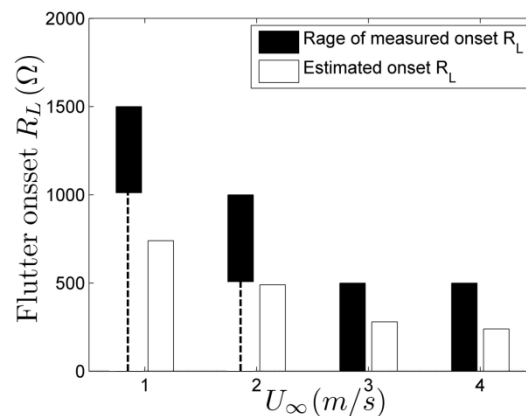 Flutter onsset R_L (Ω)
2000
1500
1000
500
0
Rage of measured onset R_L
Estimated onset R_L
1 2 3 4
U_∞ (m/s)